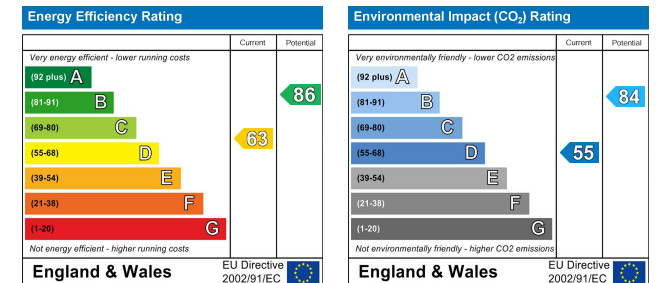 Energy Efficiency Rating
Current Potential
Very energy efficient - lower running costs
(92 plus) A
(81-91) B
(69-80) C
(55-68) D
(39-54) E
(21-38) F
(1-20) G
63
86
Not energy efficient - higher running costs
England & Wales
EU Directive
2002/91/EC
Environmental Impact (CO₂) Rating
Current Potential
Very environmentally friendly - lower CO2 emissions
(92 plus) A
(81-91) B
(69-80) C
(55-68) D
(39-54) E
(21-38) F
(1-20) G
55
84
Not environmentally friendly - higher CO2 emissions
England & Wales
EU Directive
2002/91/EC